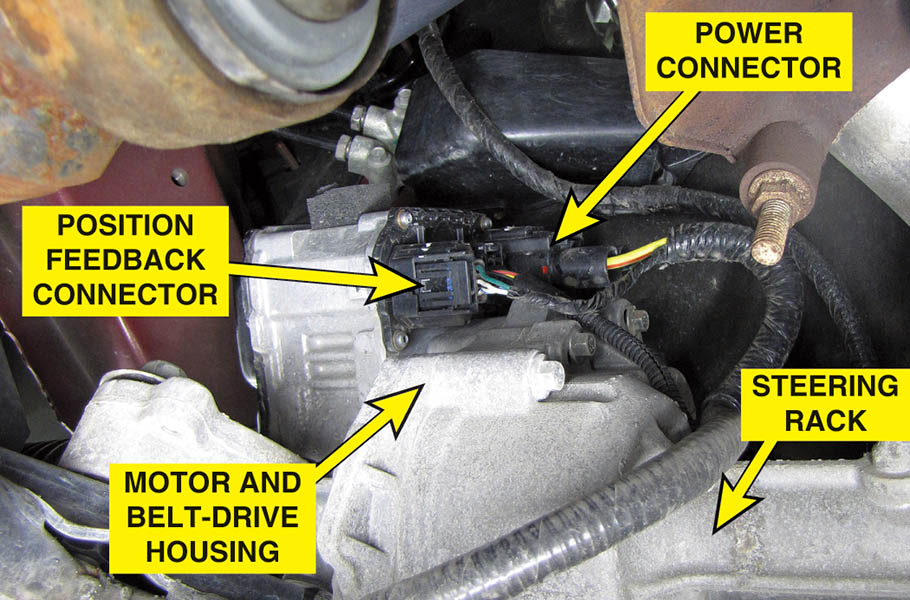 POWER
CONNECTOR
POSITION
FEEDBACK
CONNECTOR
STEERING
RACK
MOTOR AND
BELT-DRIVE
HOUSING